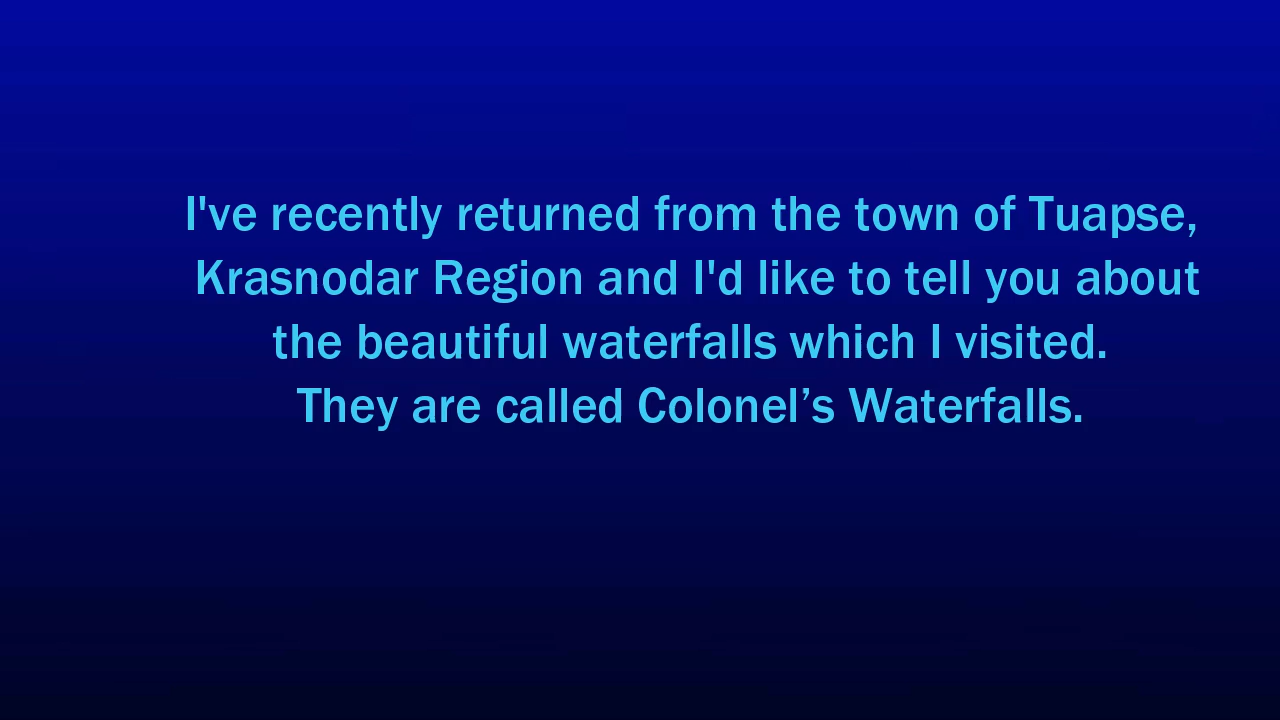 I've recently returned from the town of Tuapse,
Krasnodar Region and I'd like to tell you about
the beautiful waterfalls which I visited.
They are called Colonel’s Waterfalls.